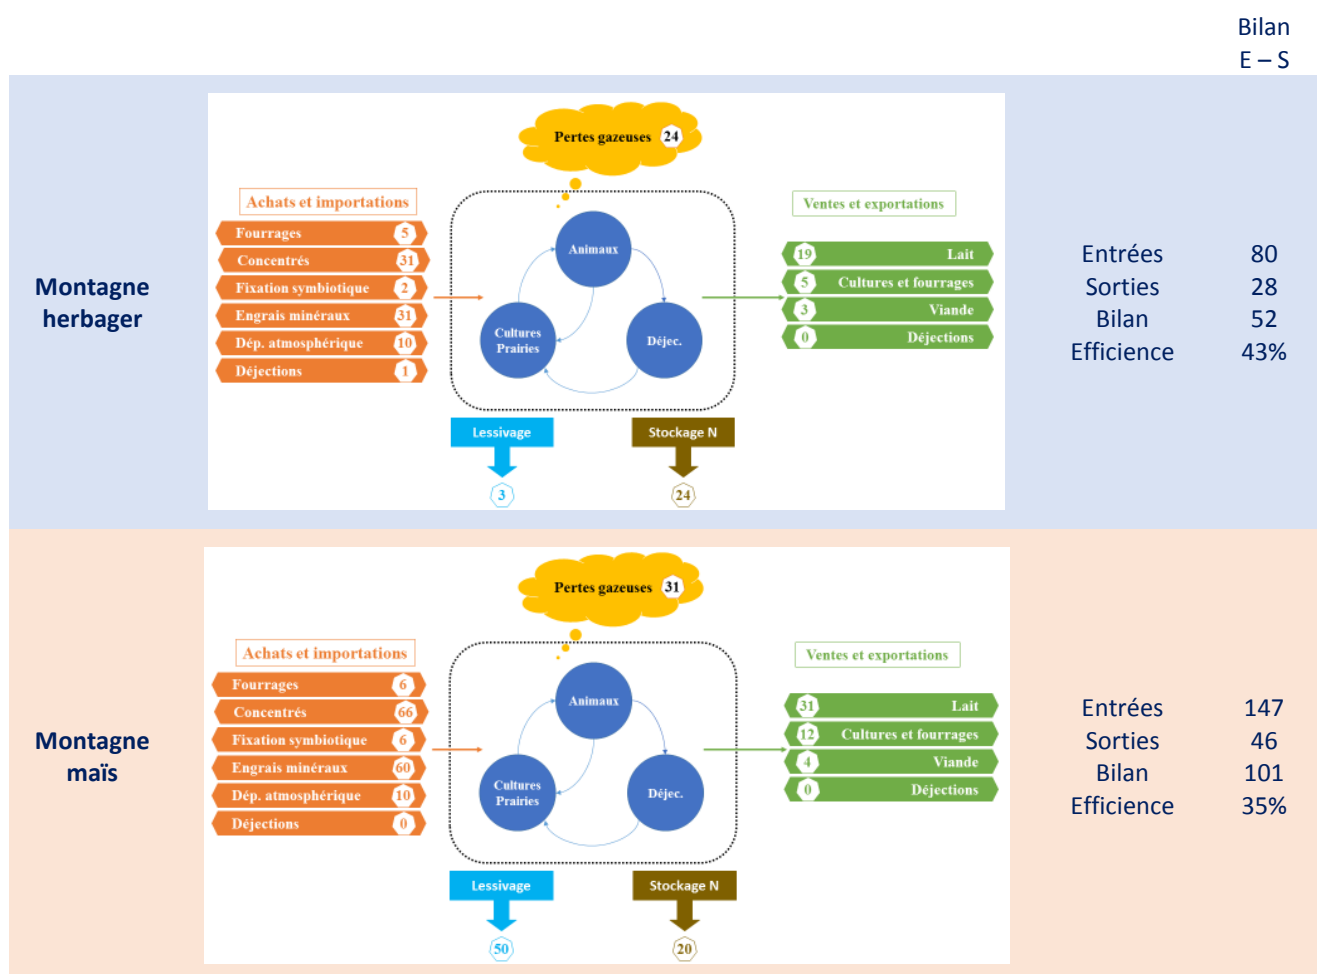 Bilan
E – S
Montagne
herbager
Pertes gazeuses 24
Achats et importations
Fourrages 5
Concentrés 31
Fixation symbiotique 2
Engrais minéraux 31
Dép. atmosphérique 10
Déjections 1
Animaux
Cultures
Prairies
Déjec.
Ventes et exportations
19 Lait
5 Cultures et fourrages
3 Viande
0 Déjections
Lessivage
3
Stockage N
24
Entrées 80
Sorties 28
Bilan 52
Efficience 43%
Montagne
maïs
Pertes gazeuses 31
Achats et importations
Fourrages 6
Concentrés 66
Fixation symbiotique 6
Engrais minéraux 60
Dép. atmosphérique 10
Déjections 0
Animaux
Cultures
Prairies
Déjec.
Ventes et exportations
31 Lait
12 Cultures et fourrages
4 Viande
0 Déjections
Lessivage
50
Stockage N
20
Entrées 147
Sorties 46
Bilan 101
Efficience 35%